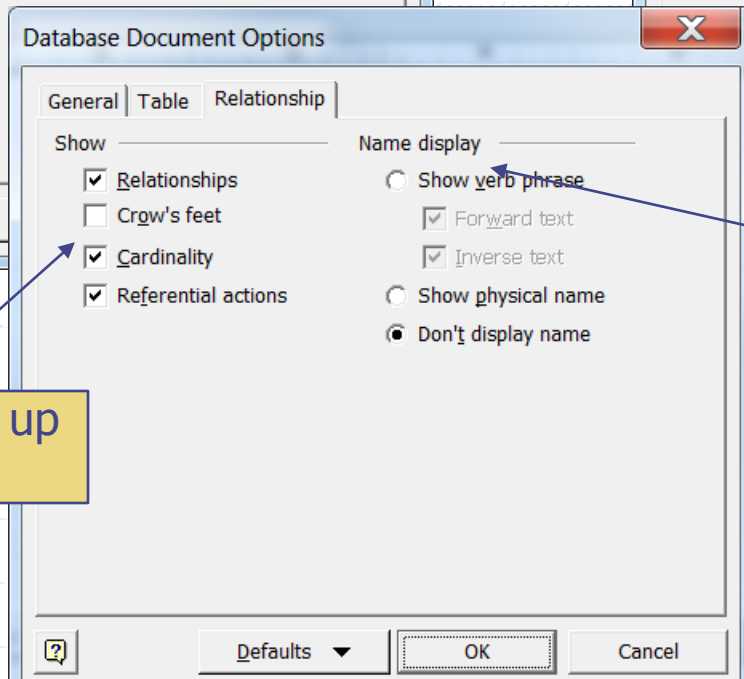 Database Document Options
General Table Relationship
Show
Relationships
Crow's feet
Cardinality
Referential actions
Name display
Show verb phrase
Forward text
Inverse text
Show physical name
Don't display name
up
Defaults
OK
Cancel